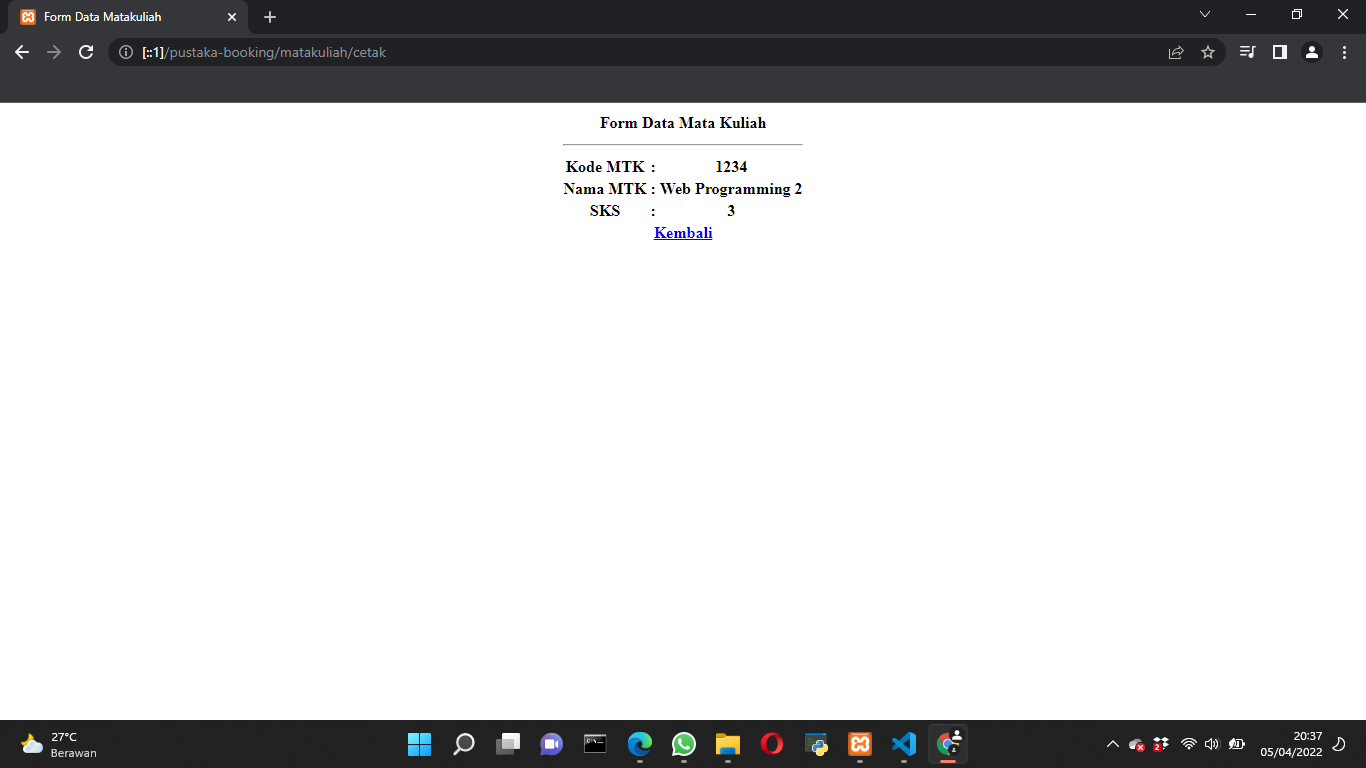 Form Data Matakuliah
[::1]/pustaka-booking/matakuliah/cetak
Form Data Mata Kuliah
Kode MTK : 1234
Nama MTK : Web Programming 2
SKS : 3
Kembali
27°C
Berawan
2
20:37
05/04/2022